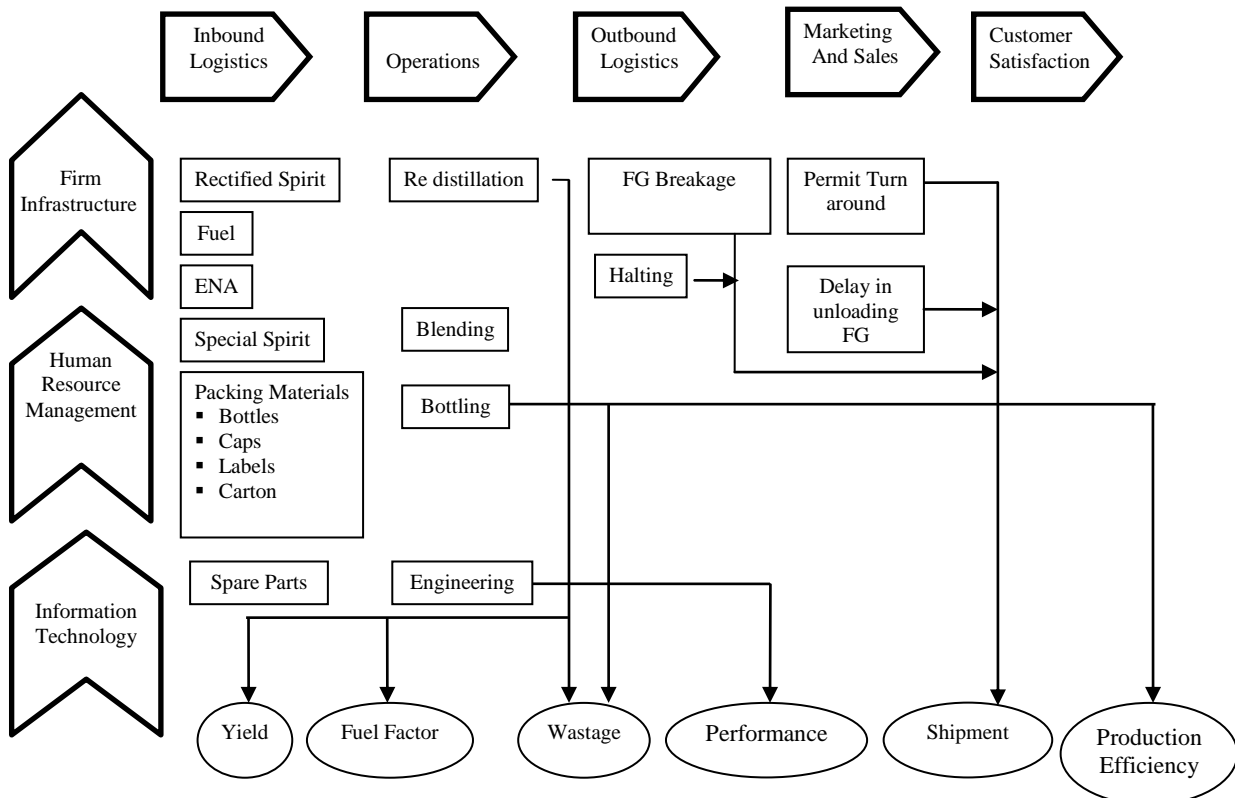 Inbound
Logistics
Operations
Outbound
Logistics
Marketing
And Sales
Customer
Satisfaction
Firm
Infrastructure
Human
Resource
Management
Information
Technology
Rectified Spirit
Fuel
ENA
Special Spirit
Packing Materials
▪ Bottles
▪ Caps
▪ Labels
▪ Carton
Spare Parts
Re distillation
Blending
Bottling
Engineering
FG Breakage
Halting
Permit Turn
around
Delay in
unloading
FG
Yield
Fuel Factor
Wastage
Performance
Shipment
Production
Efficiency